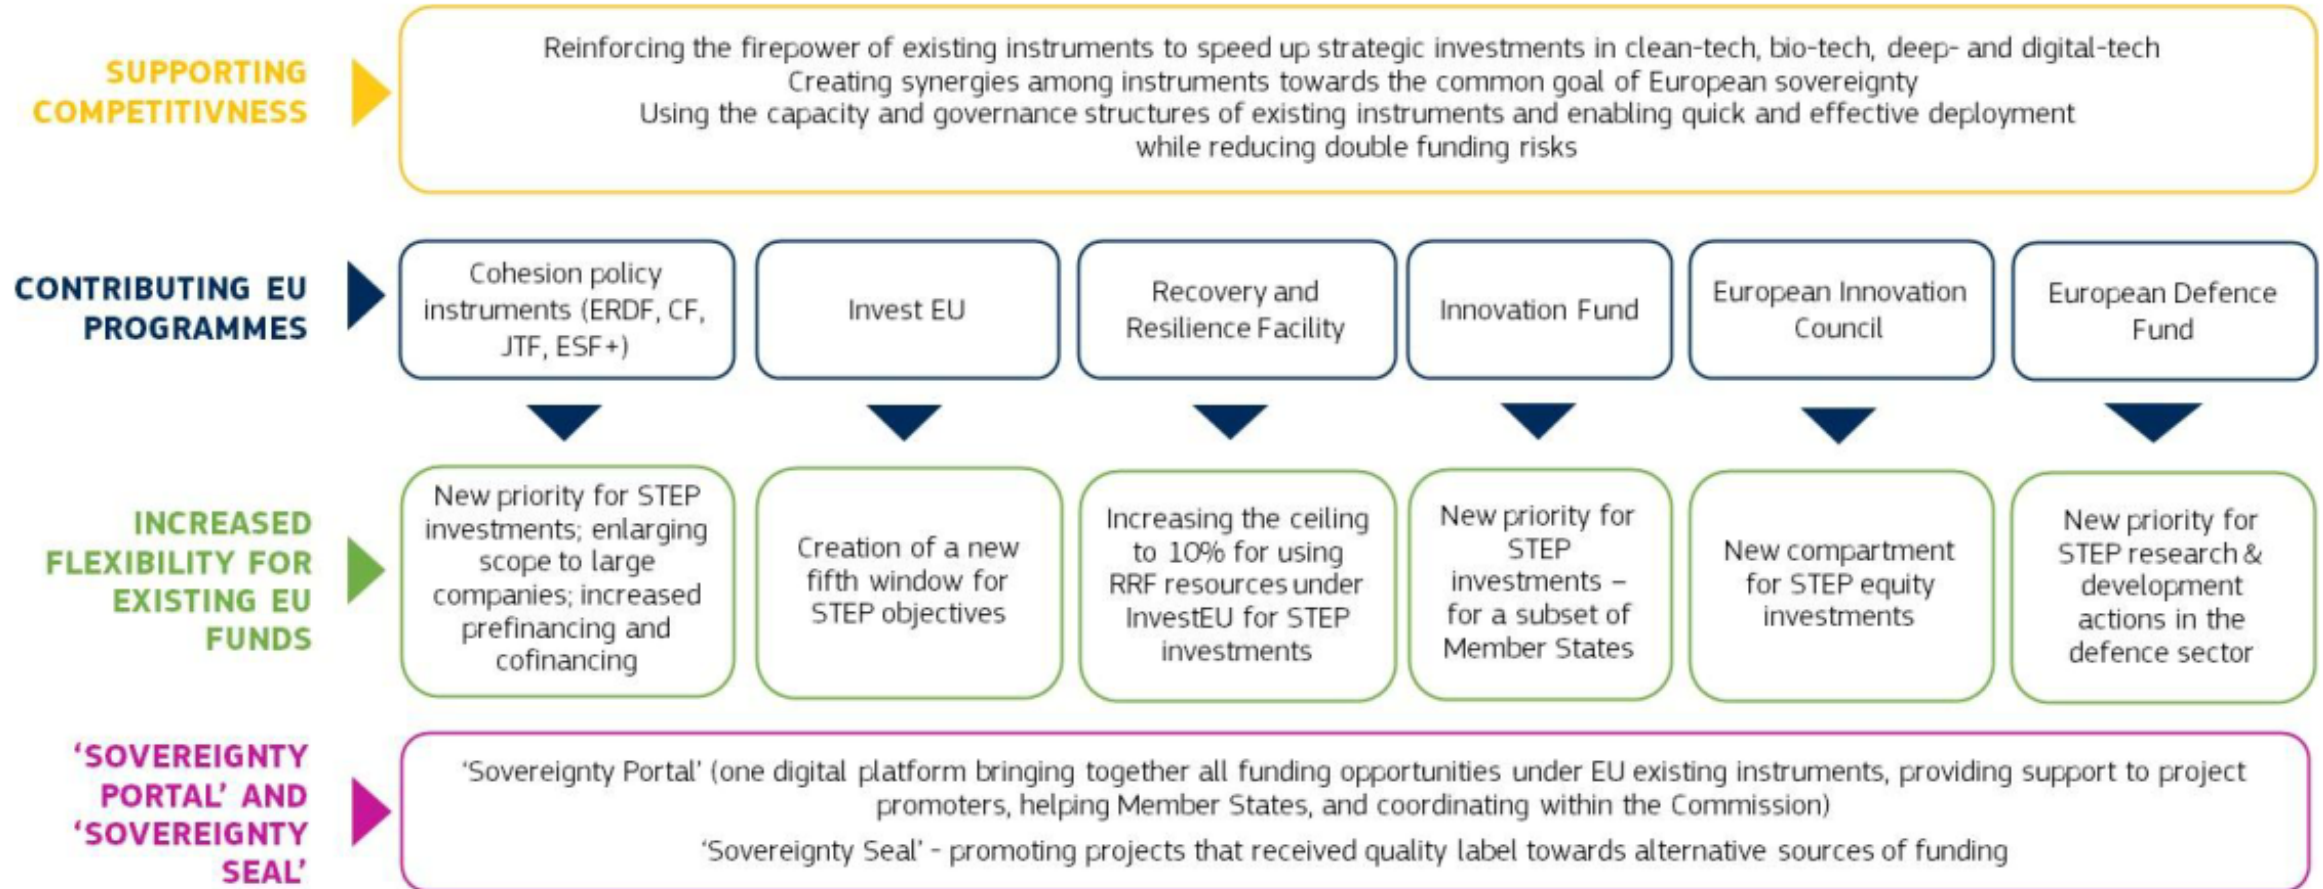 SUPPORTING
COMPETITIVNESS
Reinforcing the firepower of existing instruments to speed up strategic investments in clean-tech, bio-tech, deep- and digital-tech
Creating synergies among instruments towards the common goal of European sovereignty
Using the capacity and governance structures of existing instruments and enabling quick and effective deployment
while reducing double funding risks
CONTRIBUTING EU
PROGRAMMES
Cohesion policy
instruments (ERDF, CF,
JTF, ESF+)
Invest EU
Recovery and
Resilience Facility
Innovation Fund
European Innovation
Council
European Defence
Fund
INCREASED
FLEXIBILITY FOR
EXISTING EU
FUNDS
New priority for STEP
investments; enlarging
scope to large
companies; increased
prefinancing and
cofinancing
Creation of a new
fifth window for
STEP objectives
Increasing the ceiling
to 10% for using
RRF resources under
InvestEU for STEP
investments
New priority for
STEP
investments –
for a subset of
Member States
New compartment
for STEP equity
investments
New priority for
STEP research &
development
actions in the
defence sector
‘SOVEREIGNTY
PORTAL’ AND
‘SOVEREIGNTY
SEAL’
‘Sovereignty Portal’ (one digital platform bringing together all funding opportunities under EU existing instruments, providing support to project
promoters, helping Member States, and coordinating within the Commission)
‘Sovereignty Seal’ - promoting projects that received quality label towards alternative sources of funding